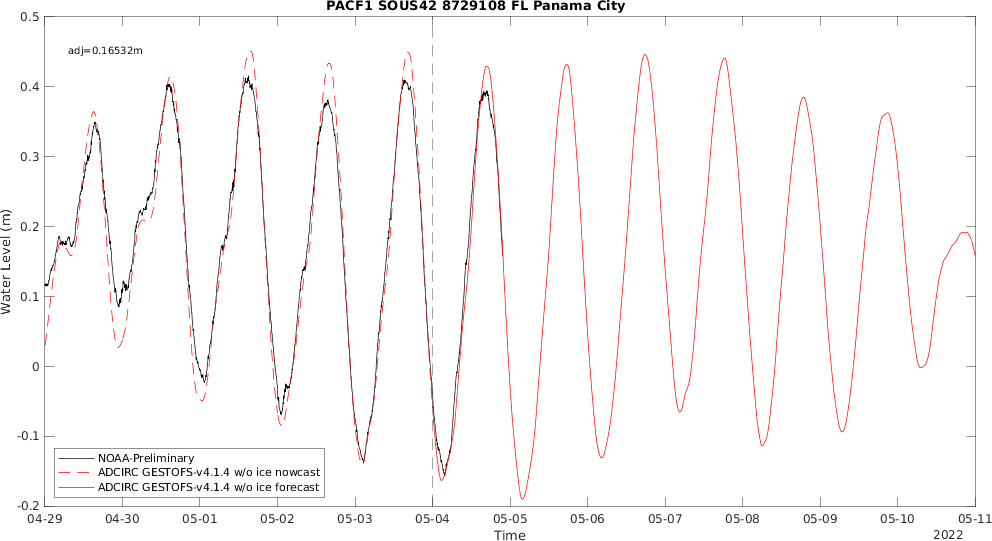 PACF1 SOUS42 8729108 FL Panama City
0.5
adj=0.16532m
0.4
0.3
0.2
0.1
0
-0.1
-0.2
Water Level (m)
NOAA-Preliminary
ADCIRC GESTOFS-v4.1.4 w/o ice nowcast
ADCIRC GESTOFS-v4.1.4 w/o ice forecast
04-29 04-30 05-01 05-02 05-03 05-04 05-05 05-06 05-07 05-08 05-09 05-10 05-11
Time
2022